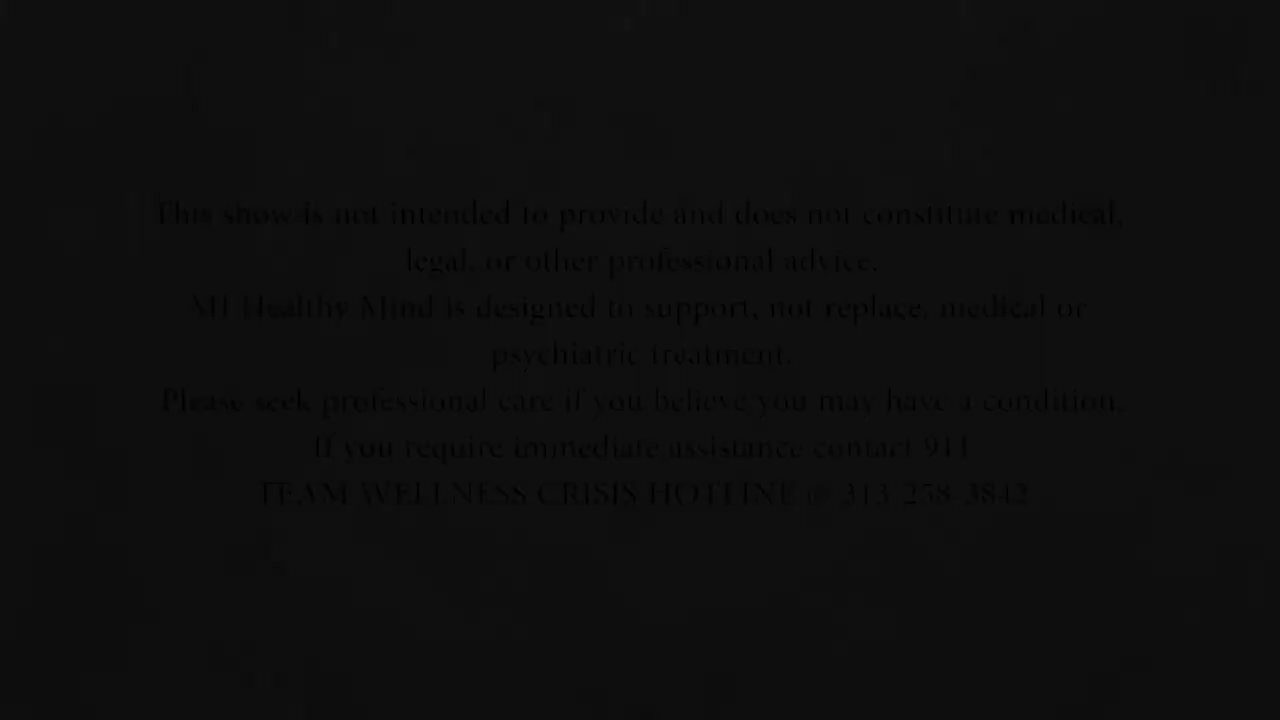 This show is not intended to provide and does not constitute medical,
legal, or other professional advice.
MI Healthy Mind is designed to support, not replace, medical or
psychiatric treatment.
Please seek professional care if you believe you may have a condition.
If you require immediate assistance contact 911
TEAM WELLNESS CRISIS HOTLINE @ 313-258-3842